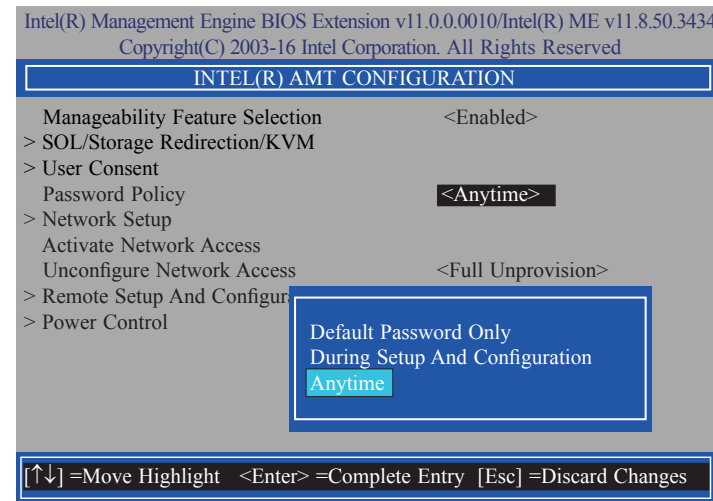 Intel(R) Management Engine BIOS Extension v11.0.0.0010/Intel(R) ME v11.8.50.3434
Copyright(C) 2003-16 Intel Corporation. All Rights Reserved
INTEL(R) AMT CONFIGURATION
Manageability Feature Selection <Enabled>
> SOL/Storage Redirection/KVM
> User Consent
Password Policy <Anytime>
> Network Setup
Activate Network Access
Unconfigure Network Access <Full Unprovision>
> Remote Setup And
> Power Control
Default Password Only
During Setup And Configuration
Anytime
[↑↓] =Move Highlight <Enter> =Complete Entry [Esc] =Discard Changes